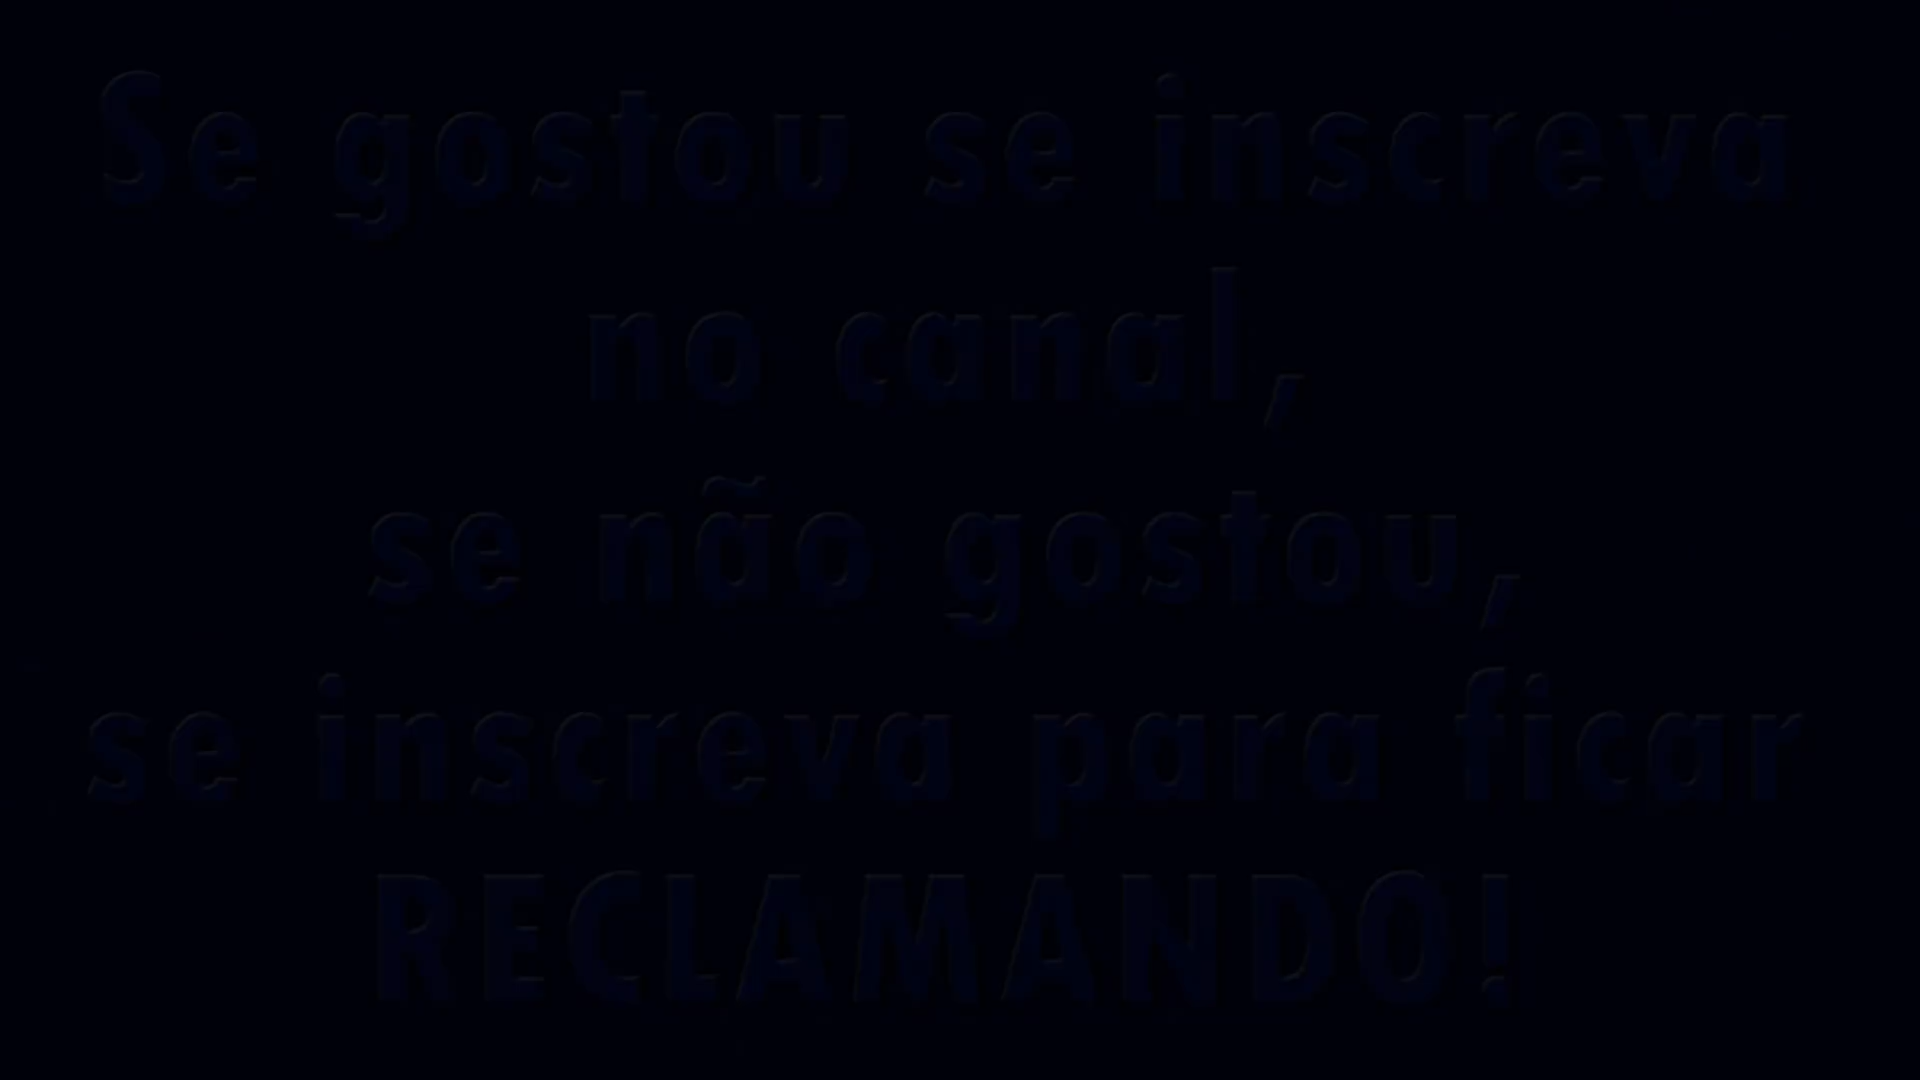 Se gostou se inscreva
no canal,
se não gostou,
se inscreva para ficar
RECLAMANDO!